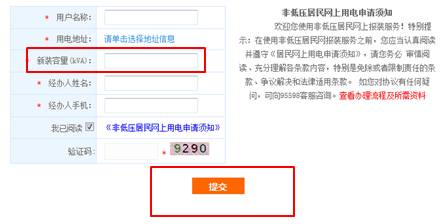 * 用户名称:
* 用电地址: 请单击选择地址信息
* 新装容量(kVA):
* 经办人姓名:
* 经办人手机:
我已阅读 《非低压居民网上用电申请须知》
验证码: * 9290
提交
非低压居民网上用电申请须知
欢迎您使用非低压居民网上报装服务！特别提
示：在使用非低压居民网报装服务之前，您应当认真阅读
并遵守《居民网上用电申请须知》，请您务必 审慎阅
读、充分理解各条款内容，特别是免除或者限制责任的条
款、争议解决和法律适用条款。 如您对协议有任何疑
问，可向95598客服咨询。查看办理流程及所需资料